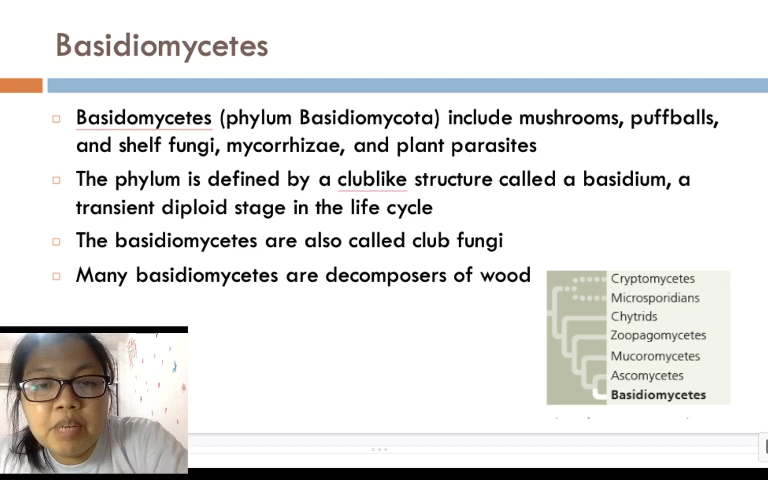 Basidiomycetes
Basidomycetes (phylum Basidiomycota) include mushrooms, puffballs,
and shelf fungi, mycorrhizae, and plant parasites
The phylum is defined by a clublike structure called a basidium, a
transient diploid stage in the life cycle
The basidiomycetes are also called club fungi
Many basidiomycetes are decomposers of wood
Cryptomycetes
Microsporidians
Chytrids
Zoopagomycetes
Mucoromycetes
Ascomycetes
Basidiomycetes